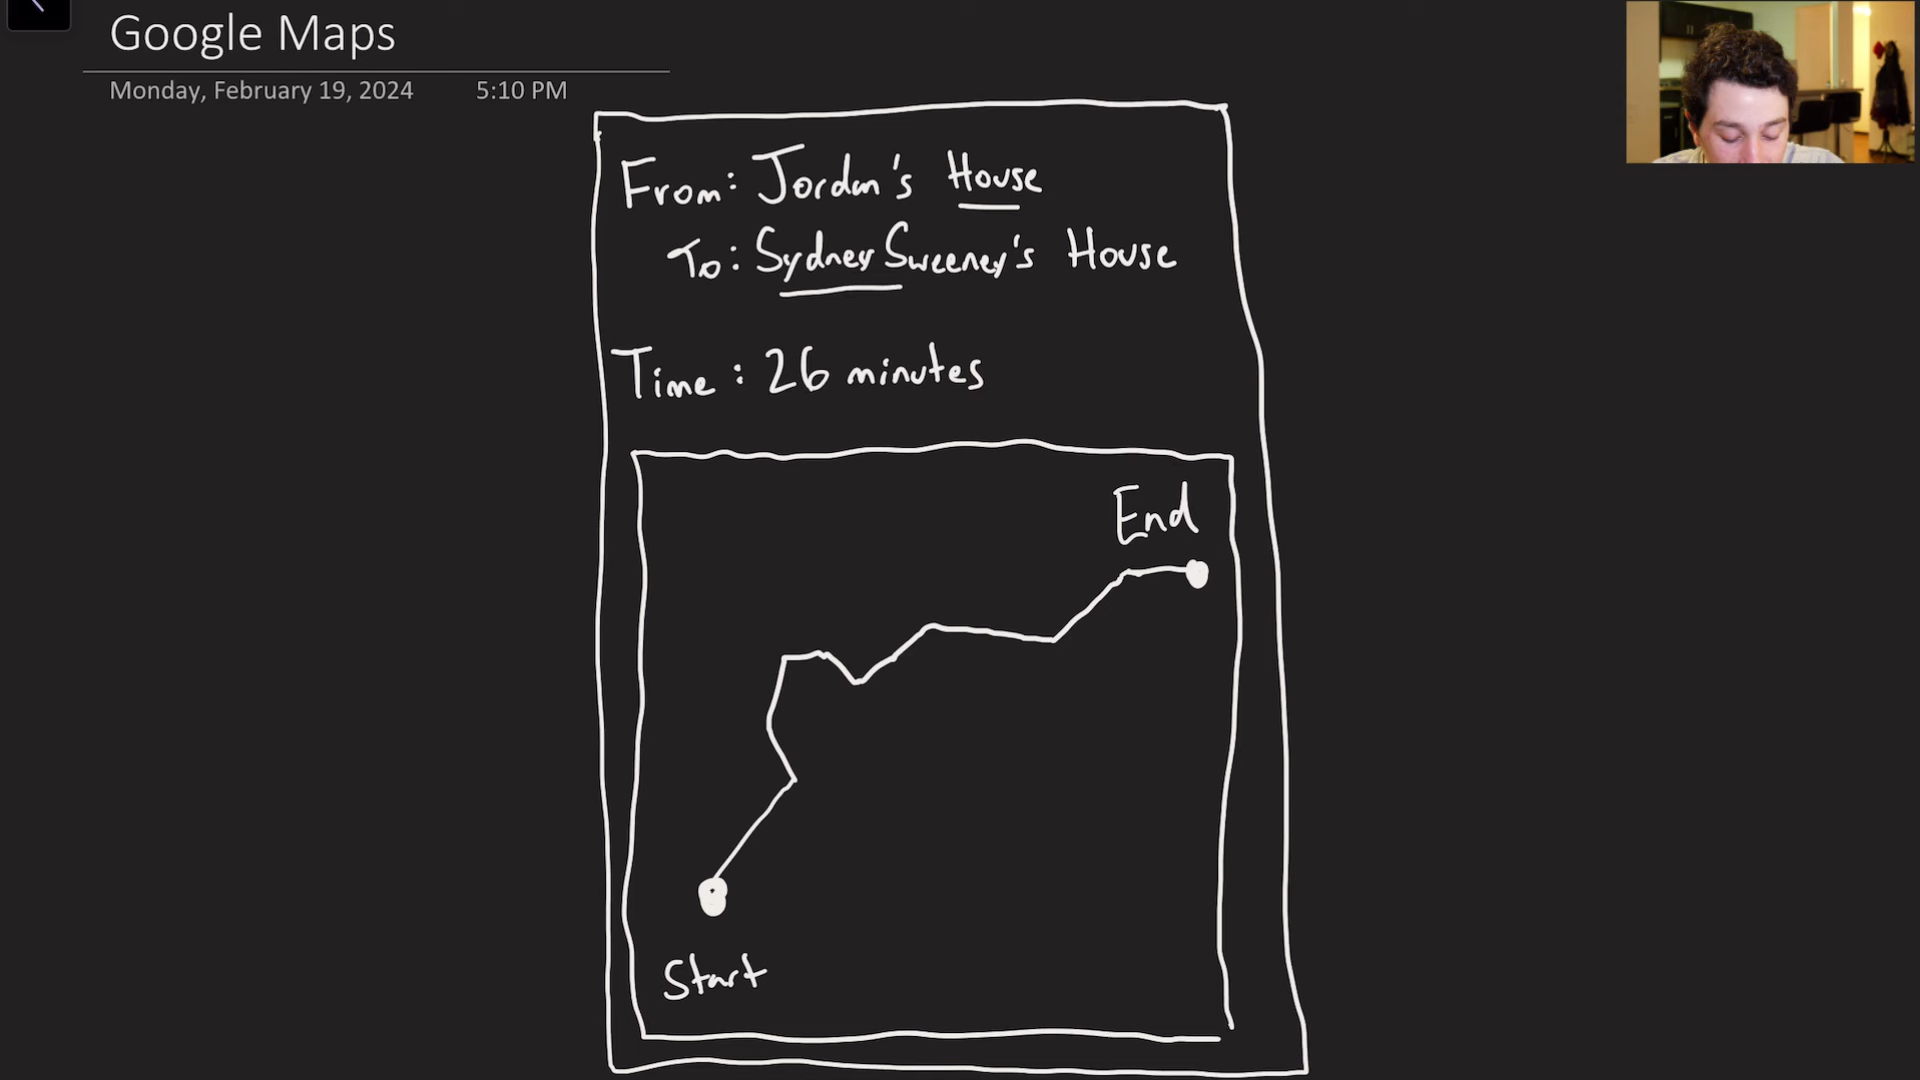 Google Maps
Monday, February 19, 2024 5:10 PM
From: Jordan's House
To: Sydney Sweeney's House
Time: 26 minutes
End
Start